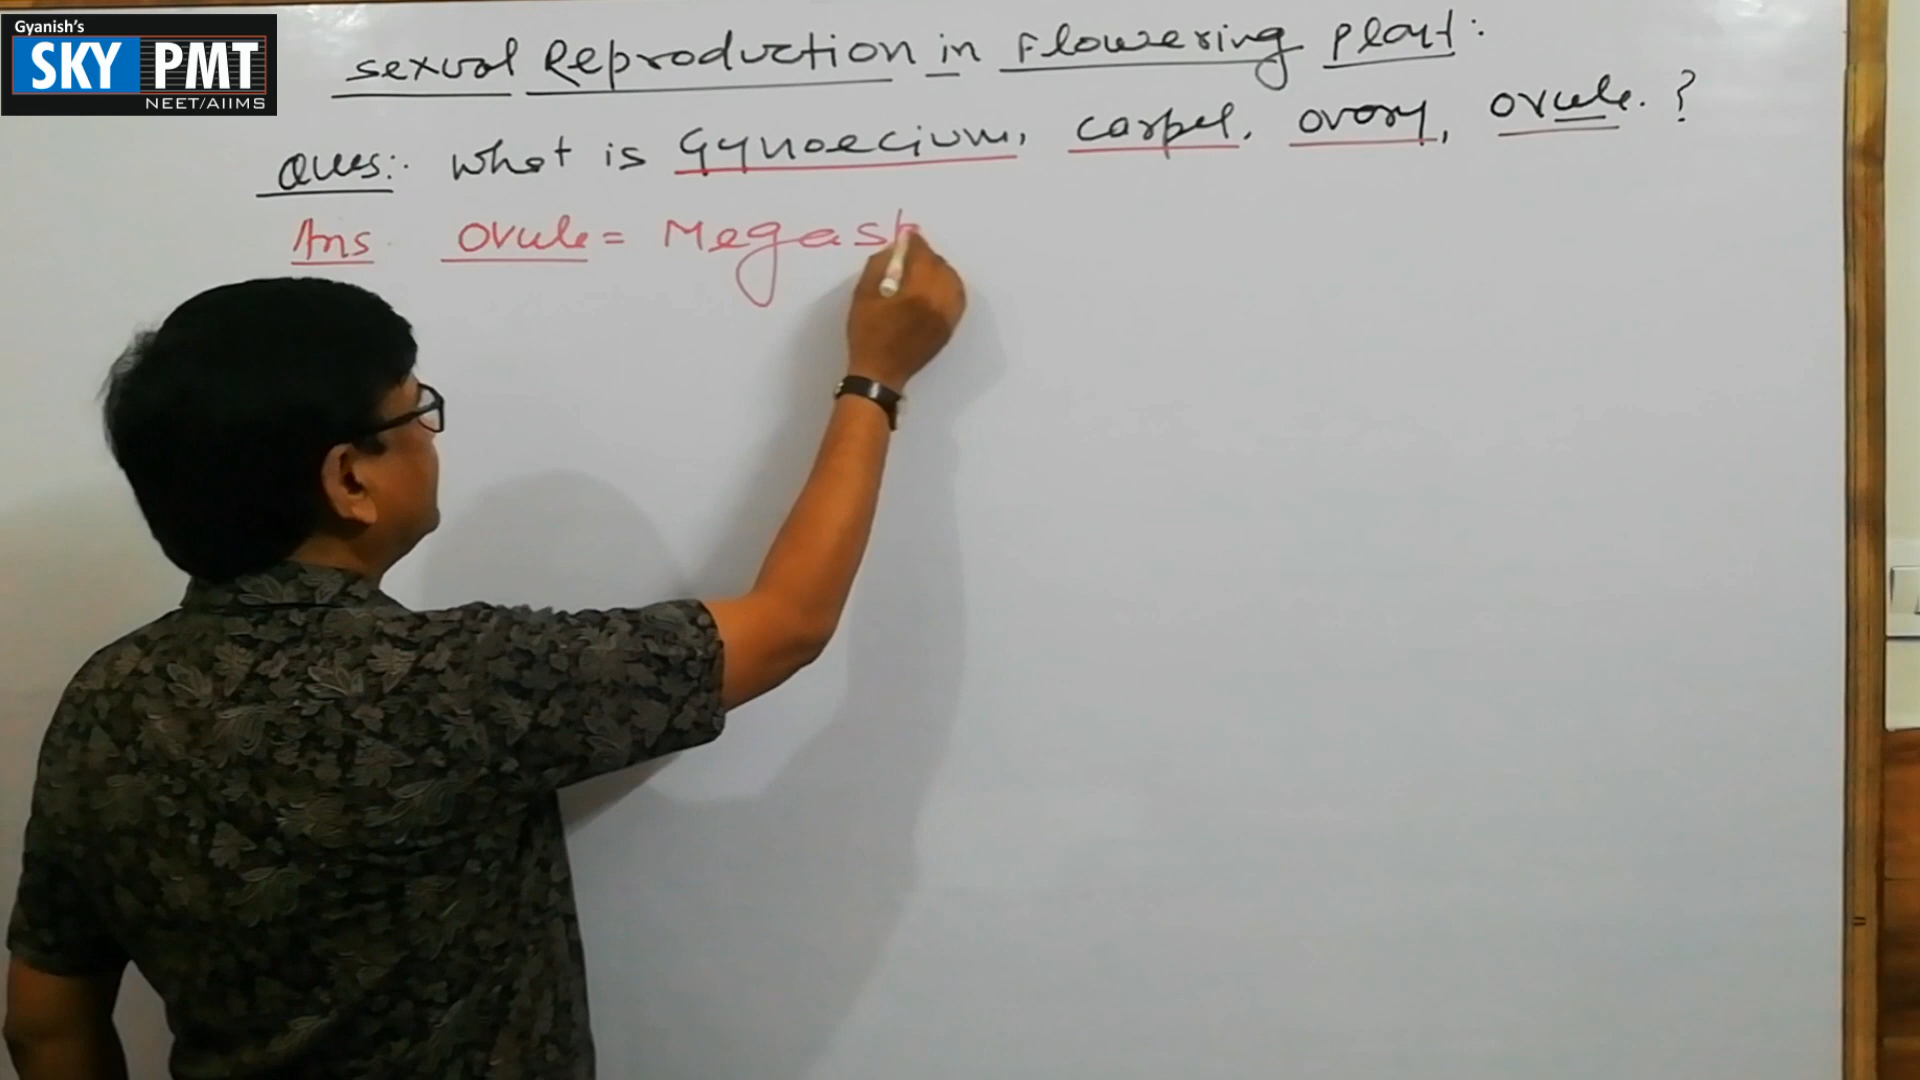 Gyanish's
SKY PMT
NEET/AIIMS
Sexual Reproduction in Flowering Plant:
Ques:. What is Gynoecium, carpel, ovary, ovule.?
Ans ovule = Megasp